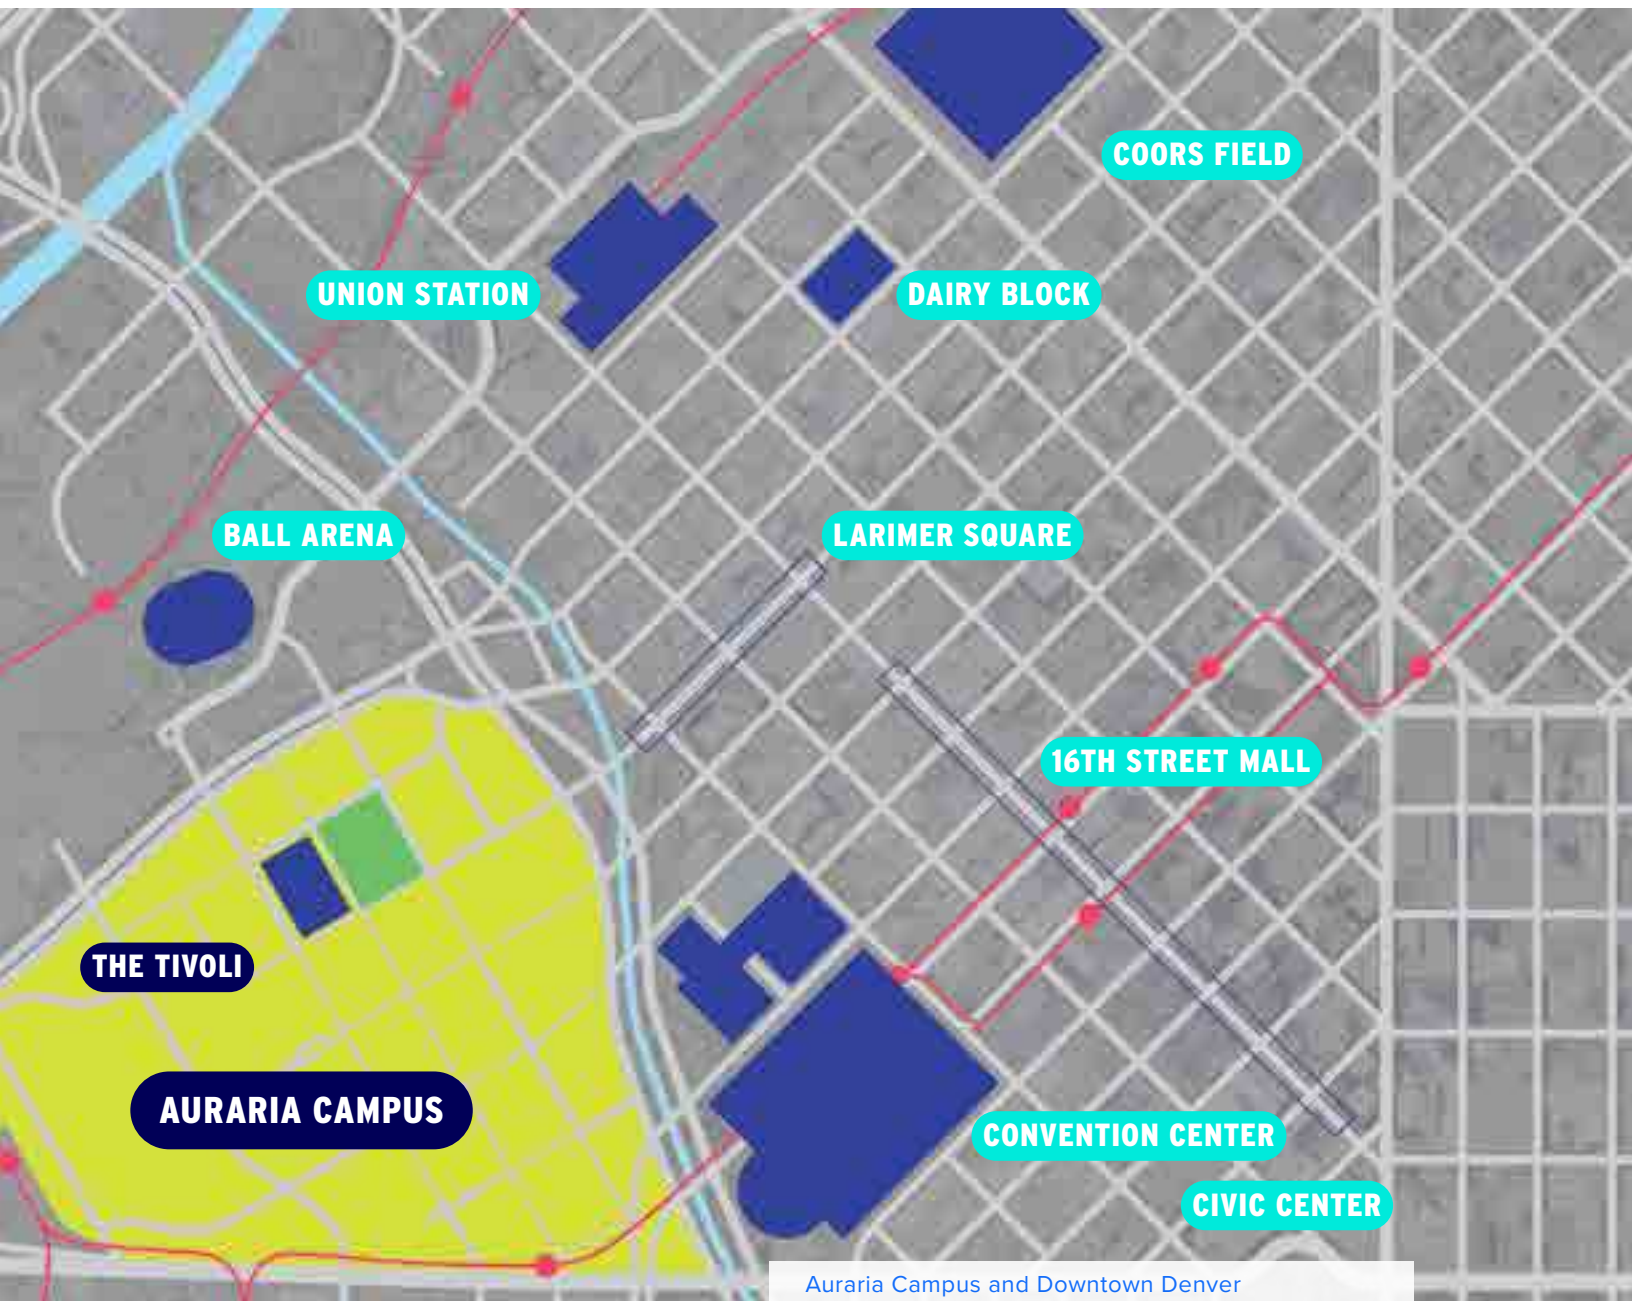 COORS FIELD
UNION STATION
DAIRY BLOCK
BALL ARENA
LARIMER SQUARE
16TH STREET MALL
THE TIVOLI
AURARIA CAMPUS
CONVENTION CENTER
CIVIC CENTER
Auraria Campus and Downtown Denver